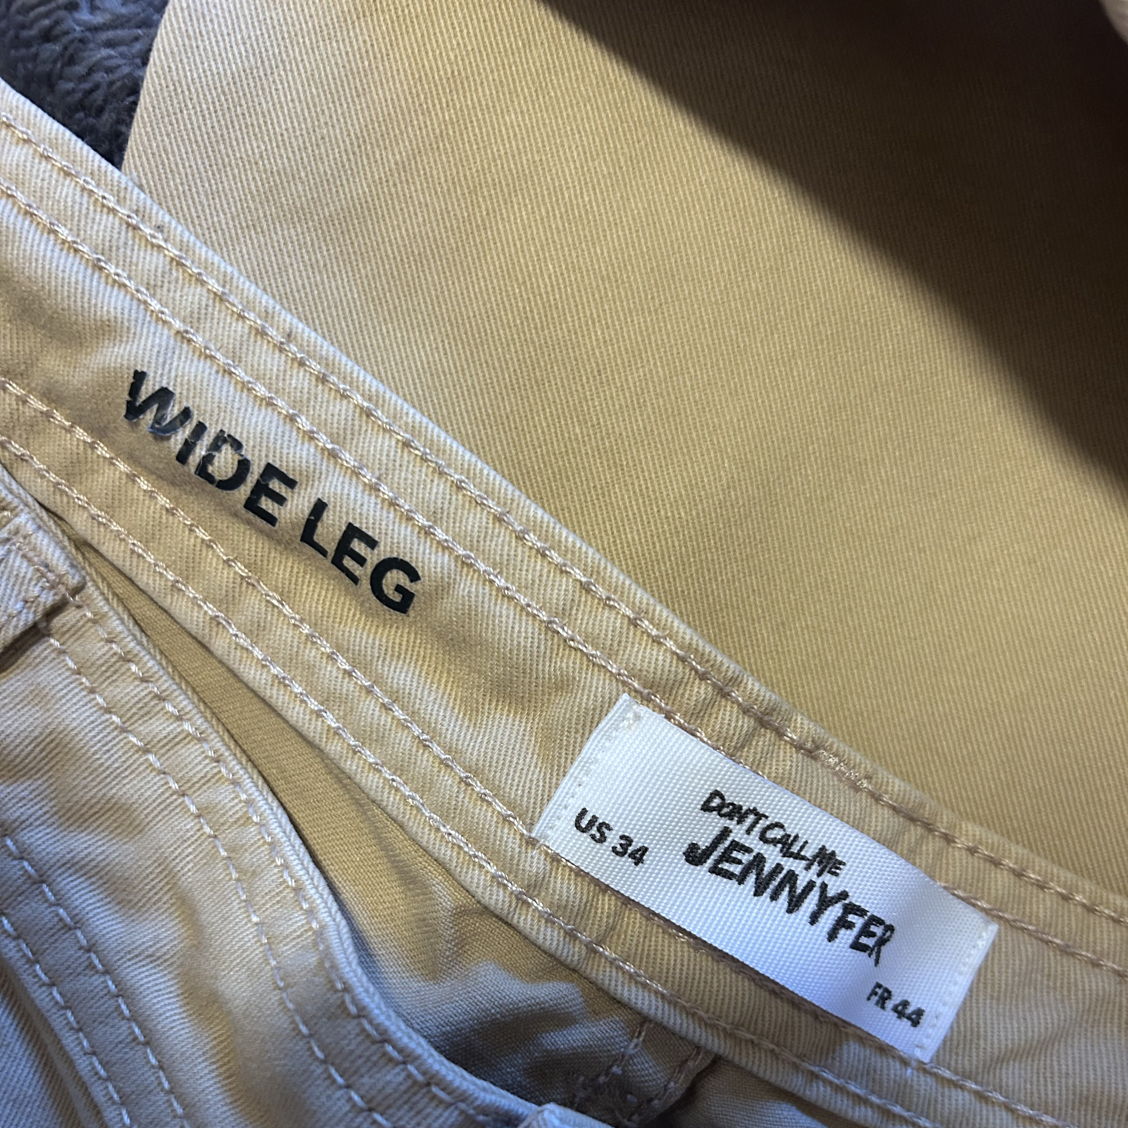 WIDE LEG
DON'T CALL ME
JENNYFER
US 34
FR 44